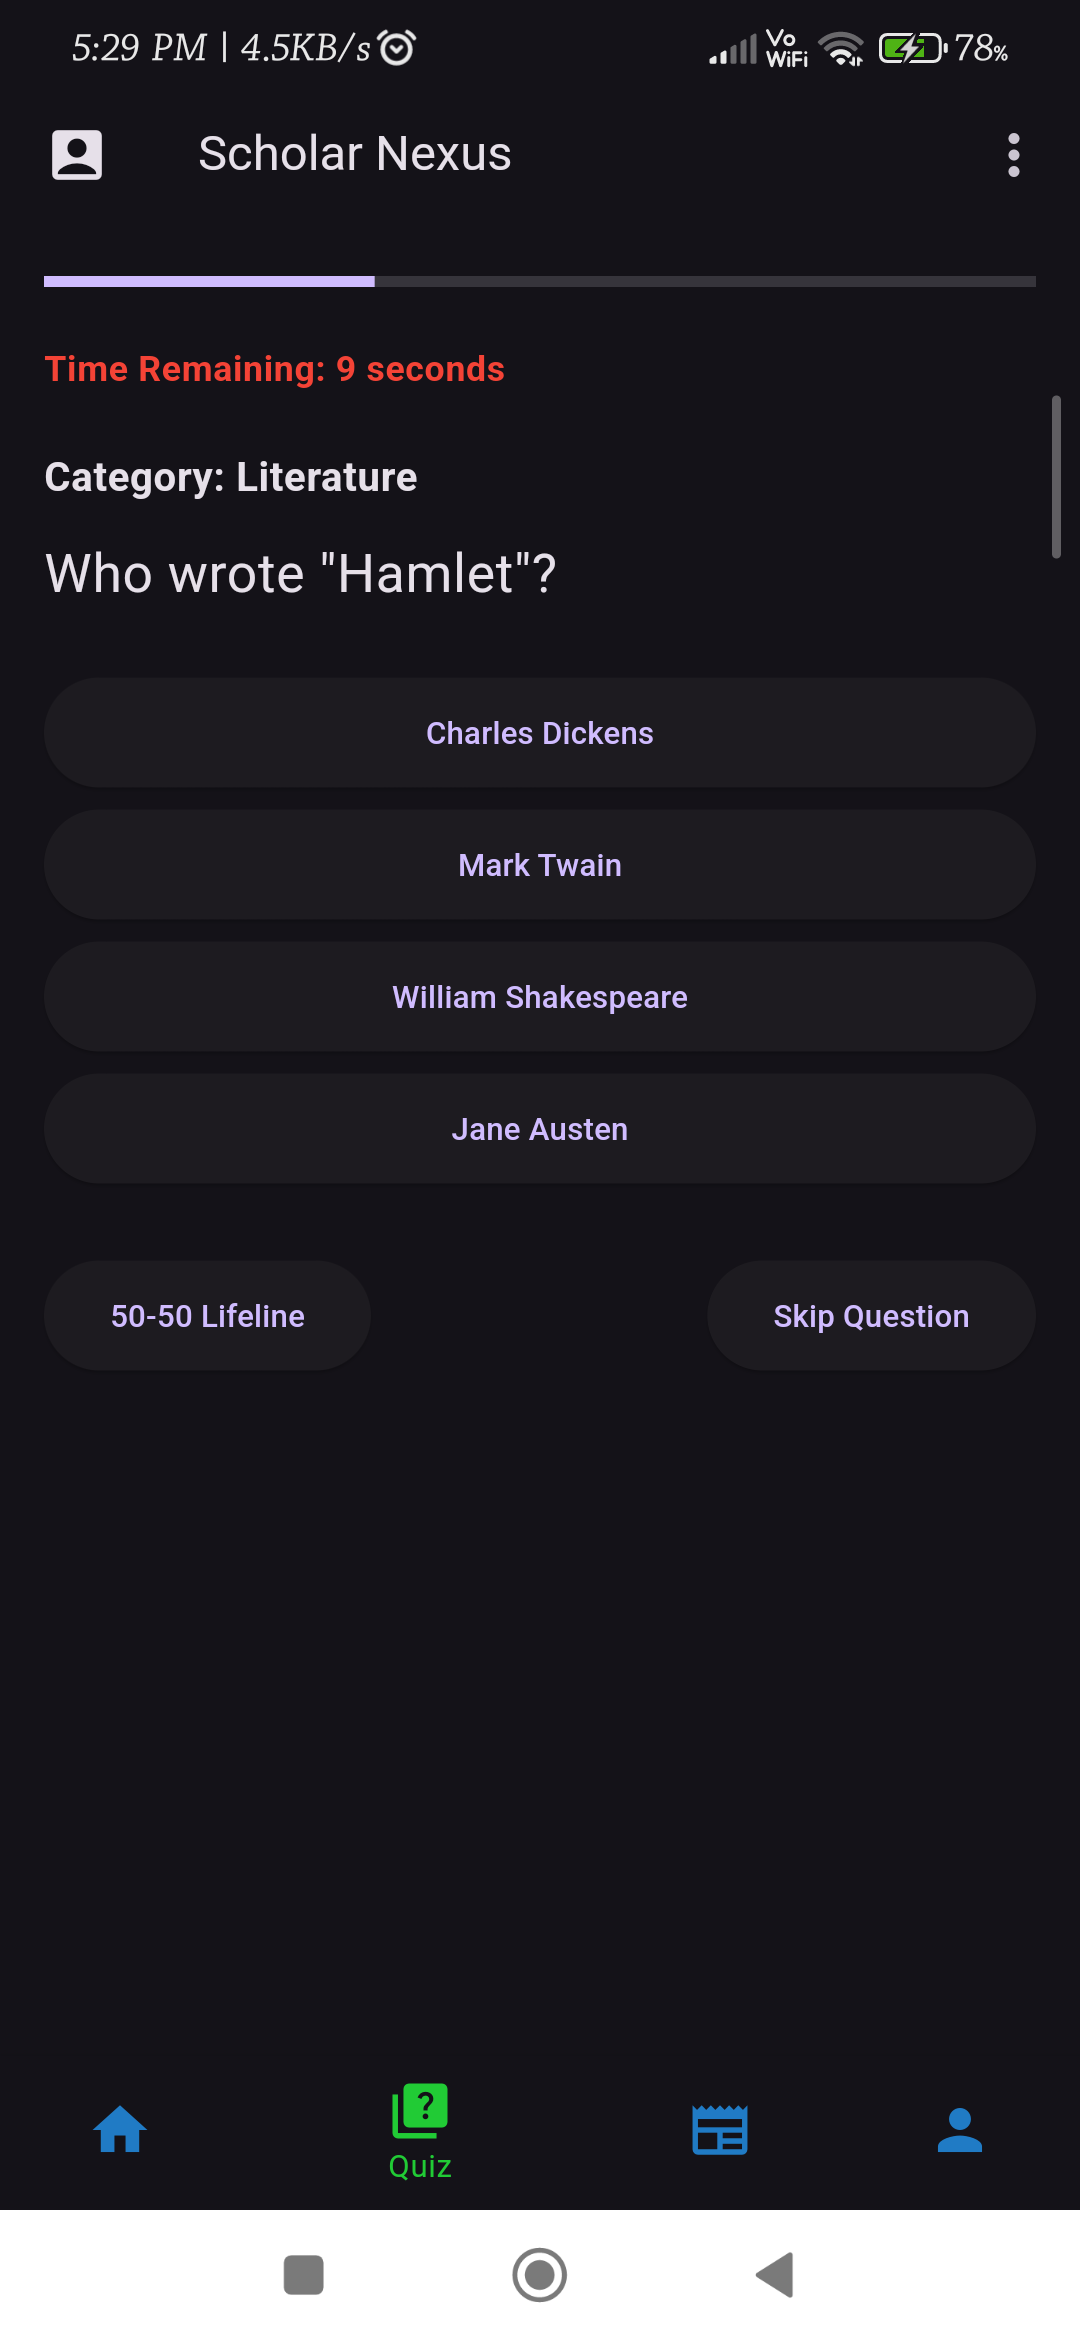 5:29 PM | 4.5KB/s Vo WiFi 78%
Scholar Nexus
Time Remaining: 9 seconds
Category: Literature
Who wrote "Hamlet"?
Charles Dickens
Mark Twain
William Shakespeare
Jane Austen
50-50 Lifeline
Skip Question
?
Quiz